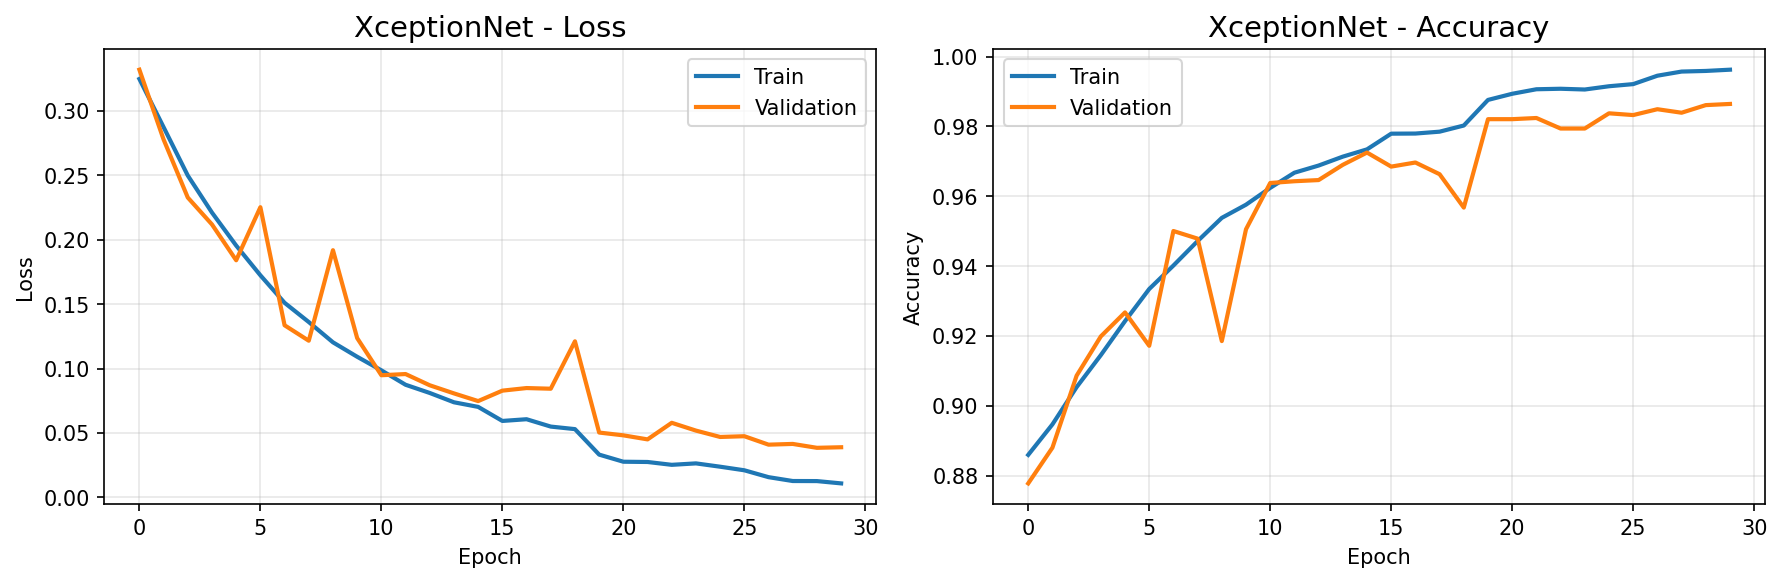 XceptionNet - Loss
Train
Validation
0.30
0.25
0.20
0.15
0.10
0.05
0.00
Loss
0 5 10 15 20 25 30
Epoch
XceptionNet - Accuracy
Train
Validation
1.00
0.98
0.96
0.94
0.92
0.90
0.88
Accuracy
0 5 10 15 20 25 30
Epoch